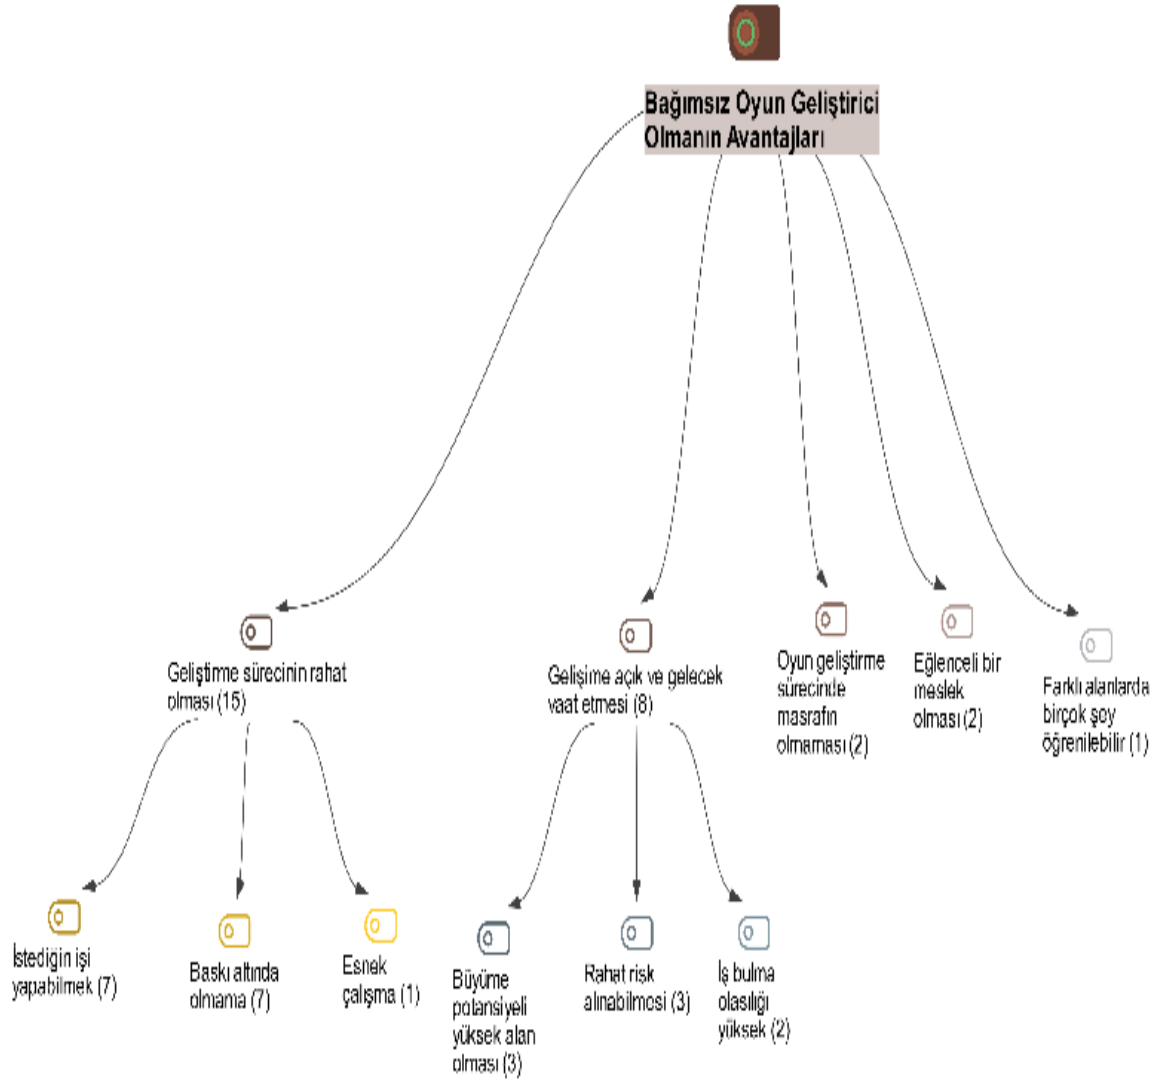 Bağımsız Oyun Geliştirici
Olmanın Avantajları
Geliştirme sürecinin rahat
olması (15)
Gelişime açık ve gelecek
vaat etmesi (8)
Oyun geliştirme
sürecinde
masrafın
olmaması (2)
Eğlenceli bir
meslek
olması (2)
Farklı alanlarda
birçok şey
öğrenilebilir (1)
İstediğin işi
yapabilmek (7)
Baskı altında
olmama (7)
Esnek
çalışma (1)
Büyüme
potansiyeli
yüksek alan
olması (3)
Rahat risk
alınabilmesi (3)
İş bulma
olasılığı
yüksek (2)